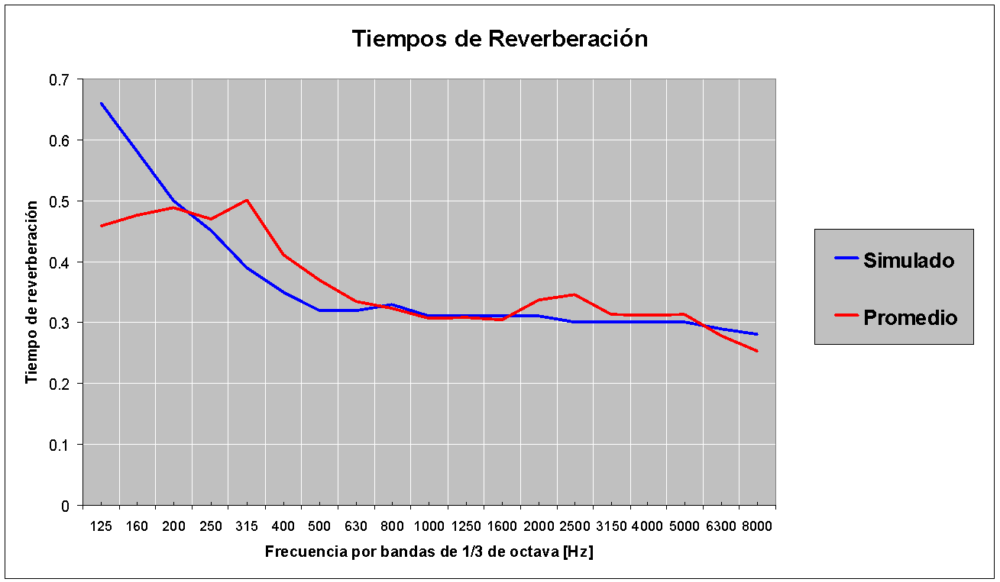 Tiempos de Reverberación
0.7
0.6
0.5
0.4
0.3
0.2
0.1
0
Tiempo de reverberación
125 160 200 250 315 400 500 630 800 1000 1250 1600 2000 2500 3150 4000 5000 6300 8000
Frecuencia por bandas de 1/3 de octava [Hz]
Simulado
Promedio